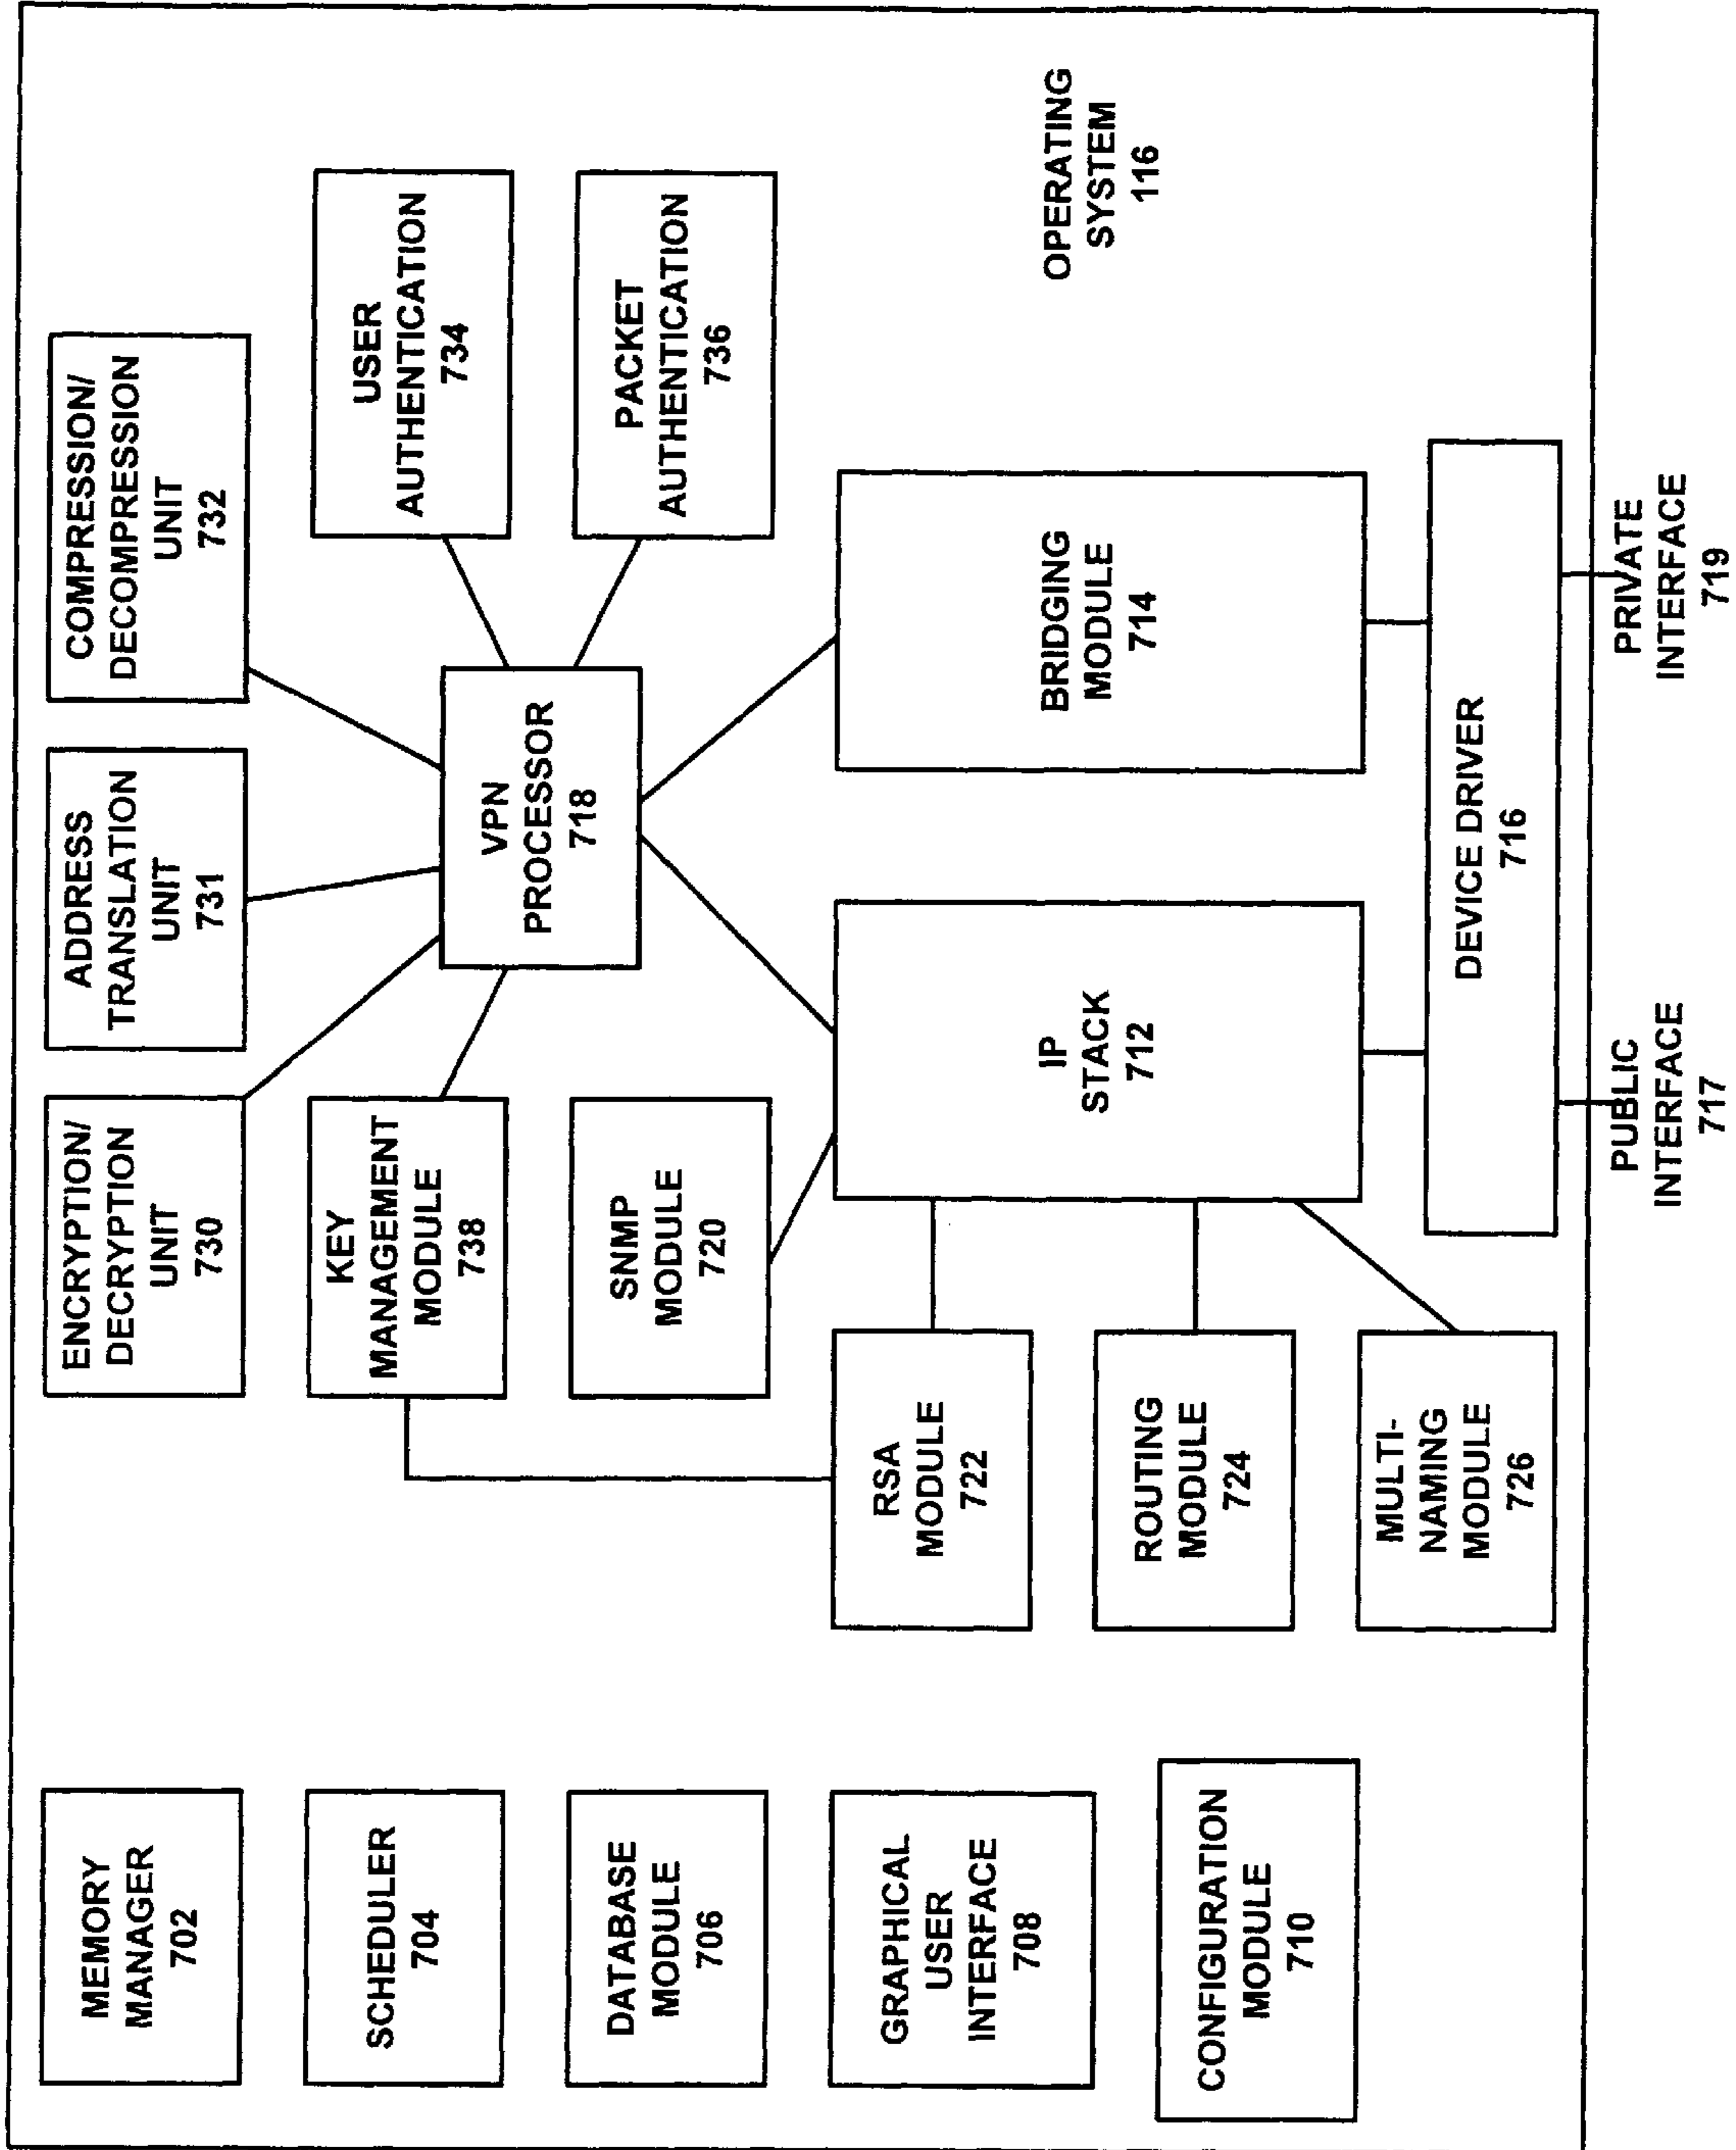 MEMORY
MANAGER
702
SCHEDULER
704
DATABASE
MODULE
706
GRAPHICAL
USER
INTERFACE
708
CONFIGURATION
MODULE
710
ENCRYPTION/
DECRYPTION
UNIT
730
KEY
MANAGEMENT
MODULE
738
SNMP
MODULE
720
RSA
MODULE
722
ROUTING
MODULE
724
MULTI-
NAMING
MODULE
726
ADDRESS
TRANSLATION
UNIT
731
COMPRESSION/
DECOMPRESSION
UNIT
732
VPN
PROCESSOR
718
USER
AUTHENTICATION
734
PACKET
AUTHENTICATION
736
IP
STACK
712
BRIDGING
MODULE
714
OPERATING
SYSTEM
116
DEVICE DRIVER
716
PUBLIC
INTERFACE
717
PRIVATE
INTERFACE
719